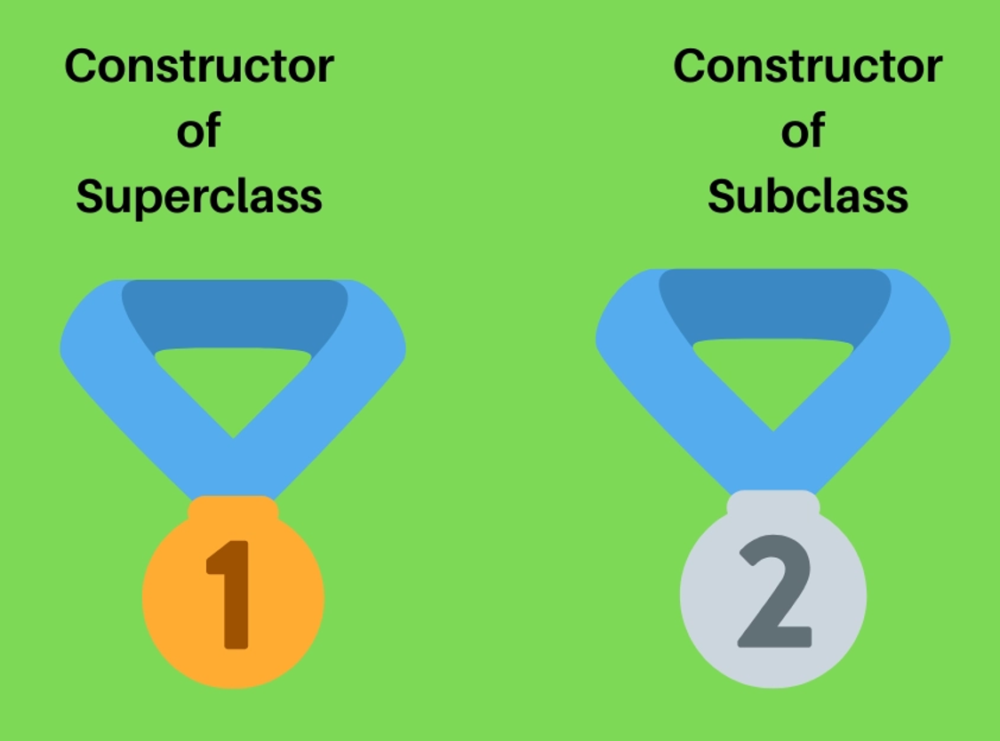 Constructor
of
Superclass
Constructor
of
Subclass
1
2